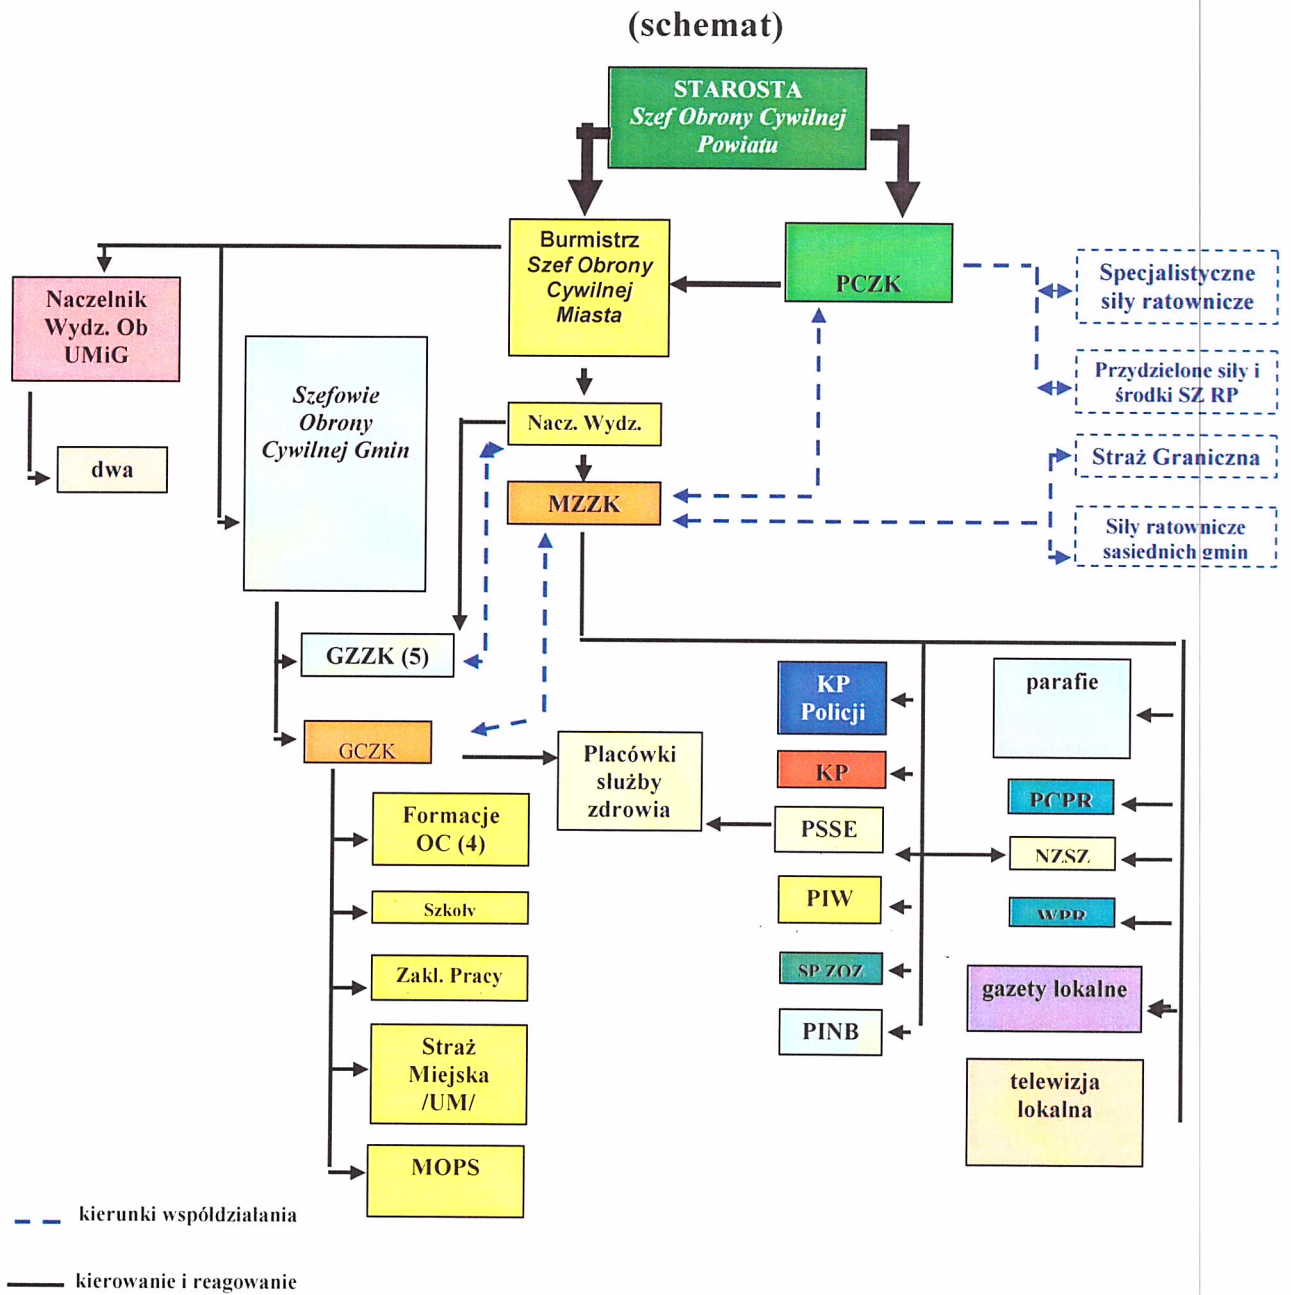 (schemat)
STAROSTA
Szef Obrony Cywilnej
Powiatu
Burmistrz
Szef Obrony
Cywilnej
Miasta
PCZK
Specjalistyczne
siły ratownicze
Naczelnik
Wydz. Ob
UMiG
Szefowie
Obrony
Cywilnej Gmin
Przydzielone siły i
środki SZ RP
Nacz. Wydz.
dwa
Straż Graniczna
MZZK
Siły ratownicze
sasiednich gmin
GZZK (5)
KP
Policji
parafie
GCZK
Placówki
służby
zdrowia
KP
PCPR
Formacje
OC (4)
PSSE
NZSZ
Szkoły
PIW
WPR
Zakl. Pracy
SP ZOZ
gazety lokalne
PINB
Straż
Miejska
/UM/
telewizja
lokalna
MOPS
kierunki współdziałania
kierowanie i reagowanie